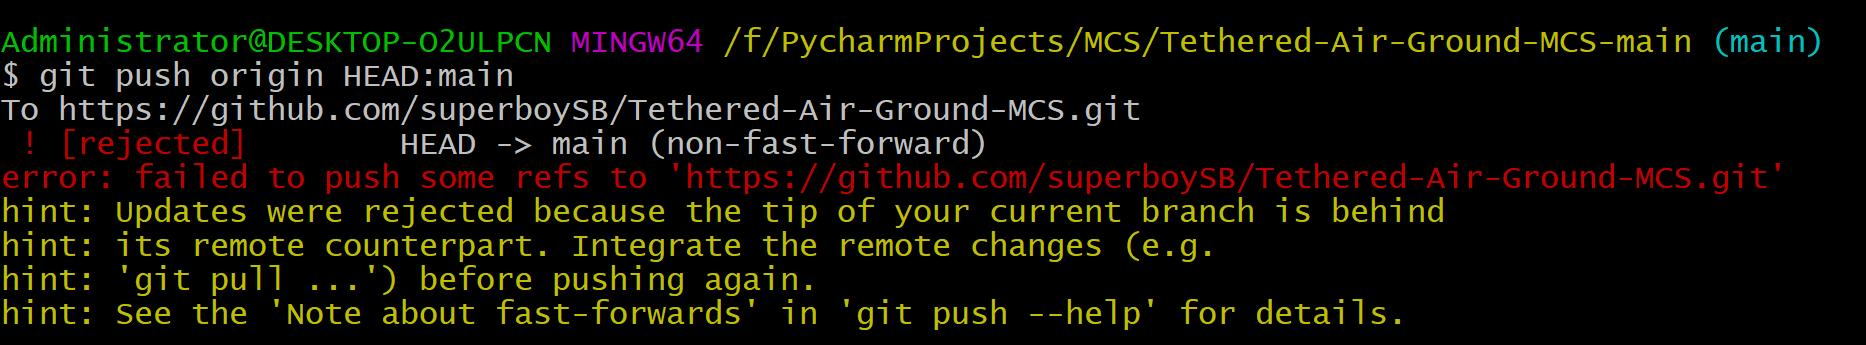 Administrator@DESKTOP-O2ULPCN MINGW64 /f/PycharmProjects/MCS/Tethered-Air-Ground-MCS-main (main)
$ git push origin HEAD:main
To https://github.com/superboySB/Tethered-Air-Ground-MCS.git
 ! [rejected]        HEAD -> main (non-fast-forward)
error: failed to push some refs to 'https://github.com/superboySB/Tethered-Air-Ground-MCS.git'
hint: Updates were rejected because the tip of your current branch is behind
hint: its remote counterpart. Integrate the remote changes (e.g.
hint: 'git pull ...') before pushing again.
hint: See the 'Note about fast-forwards' in 'git push --help' for details.